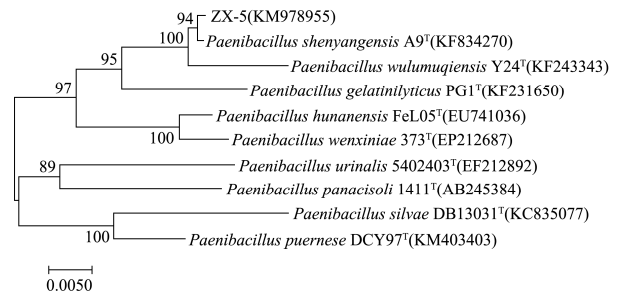 94
ZX-5(KM978955)
100
Paenibacillus shenyangensis A9ᵀ(KF834270)
95
Paenibacillus wulumuqiensis Y24ᵀ(KF243343)
97
Paenibacillus gelatinilyticus PG1ᵀ(KF231650)
Paenibacillus hunanensis FeL05ᵀ(EU741036)
100
Paenibacillus wenxiniae 373ᵀ(EP212687)
89
Paenibacillus urinalis 5402403ᵀ(EF212892)
Paenibacillus panacisoli 1411ᵀ(AB245384)
Paenibacillus silvae DB13031ᵀ(KC835077)
100
Paenibacillus puernese DCY97ᵀ(KM403403)
0.0050